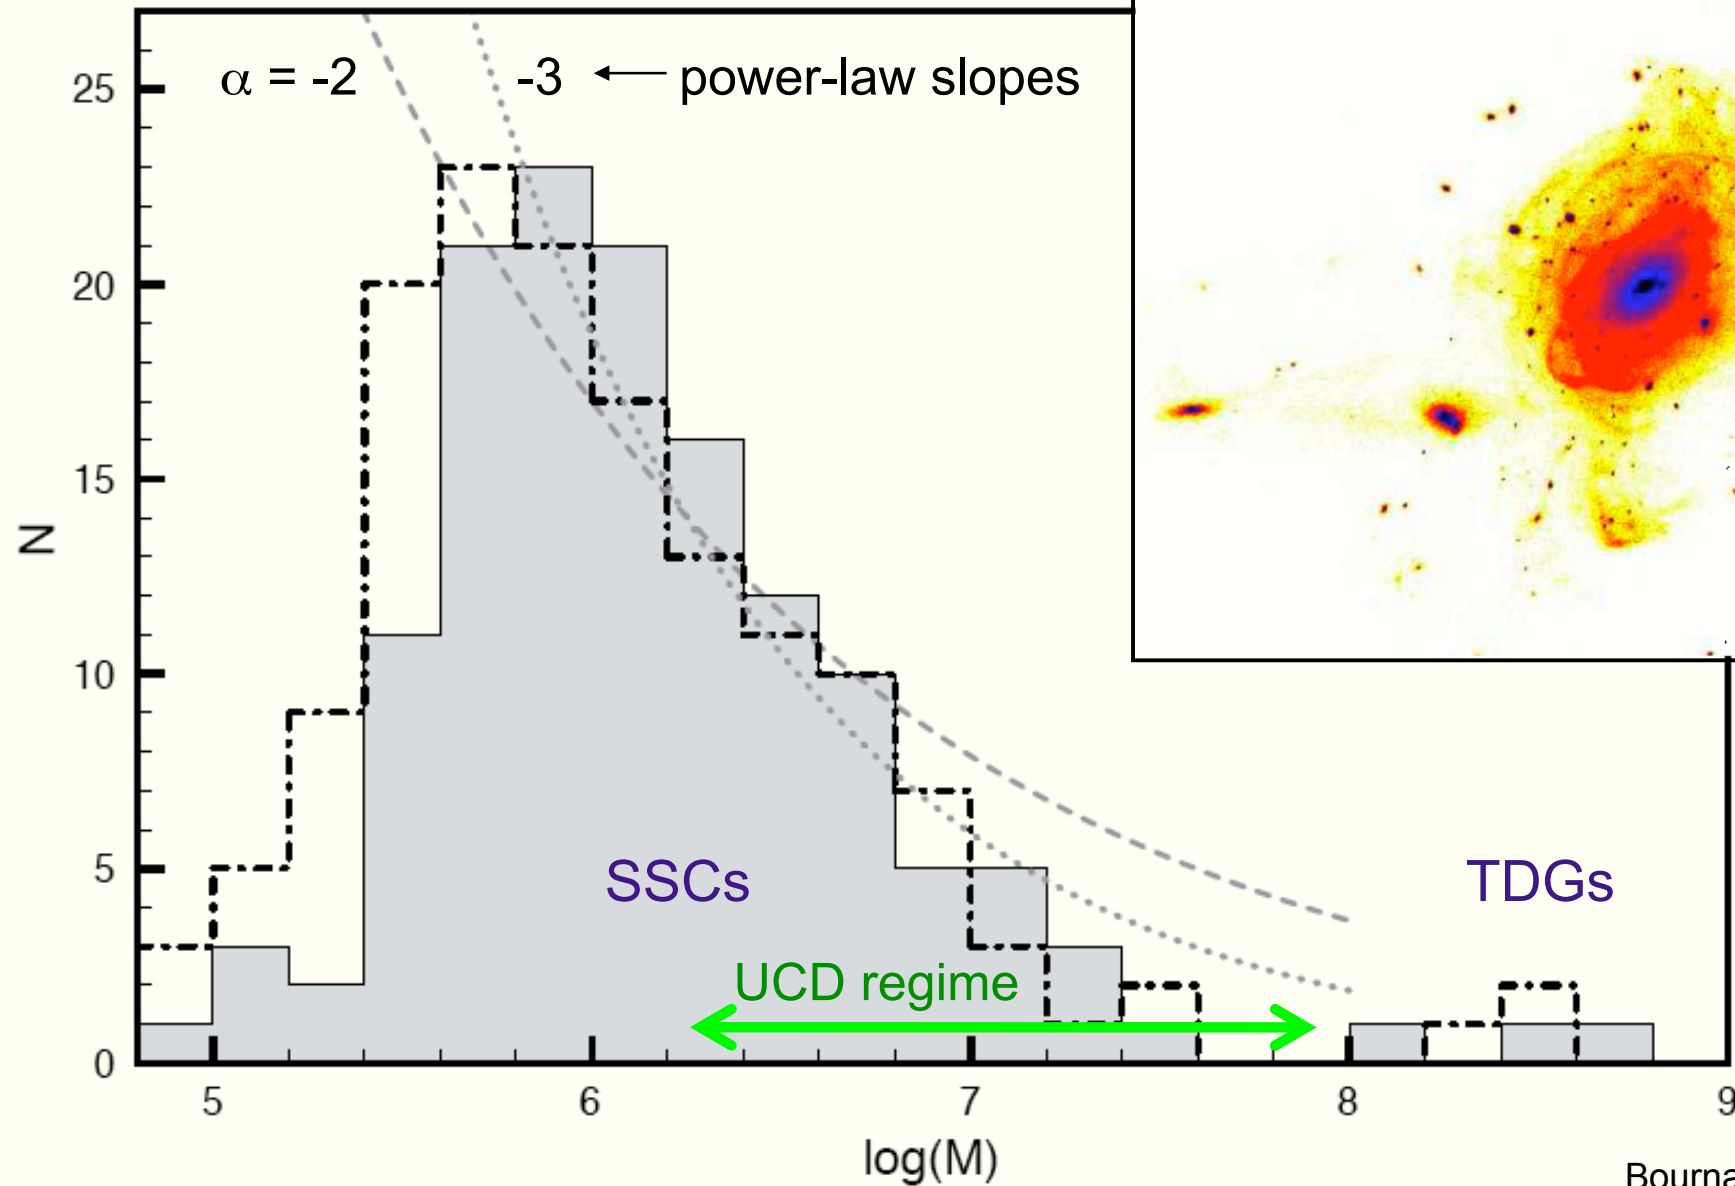 α = -2 -3 ← power-law slopes
25
20
15
10
5
0
N
SSCs
TDGs
UCD regime
5 6 7 8 9
log(M)